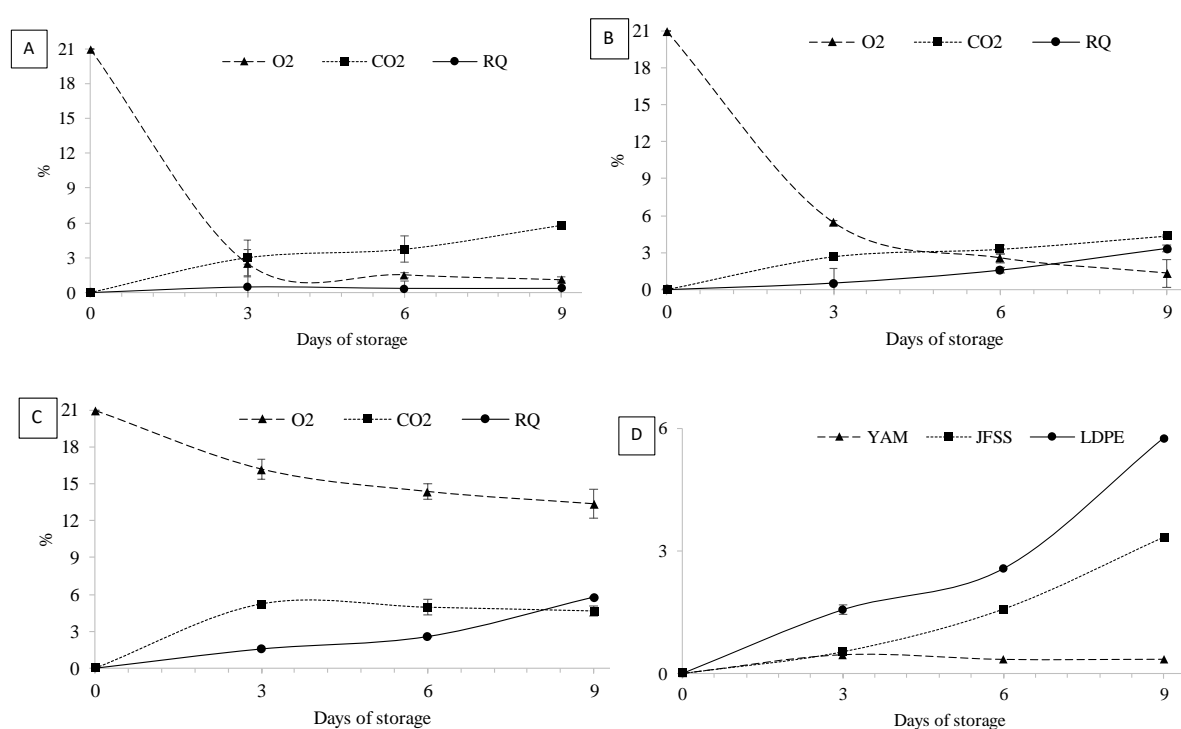 A
O2 CO2 RQ
21
18
15
12
9
6
3
0
%
0 3 6 9
Days of storage
B
O2 CO2 RQ
21
18
15
12
9
6
3
0
%
0 3 6 9
Days of storage
C
O2 CO2 RQ
21
18
15
12
9
6
3
0
%
0 3 6 9
Days of storage
D
YAM JFSS LDPE
6
3
0
0 3 6 9
Days of storage